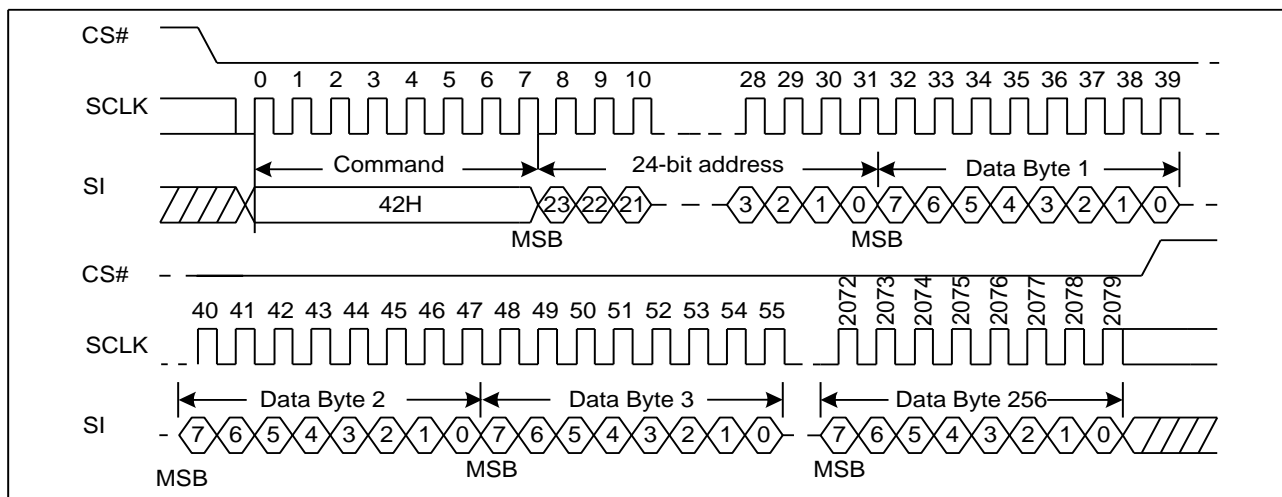 CS#
0 1 2 3 4 5 6 7 8 9 10 28 29 30 31 32 33 34 35 36 37 38 39
SCLK
Command 24-bit address Data Byte 1
SI
42H 23 22 21 3 2 1 0 7 6 5 4 3 2 1 0
MSB MSB
CS#
40 41 42 43 44 45 46 47 48 49 50 51 52 53 54 55 2072 2073 2074 2075 2076 2077 2078 2079
SCLK
Data Byte 2 Data Byte 3 Data Byte 256
SI
7 6 5 4 3 2 1 0 7 6 5 4 3 2 1 0 7 6 5 4 3 2 1 0
MSB MSB MSB